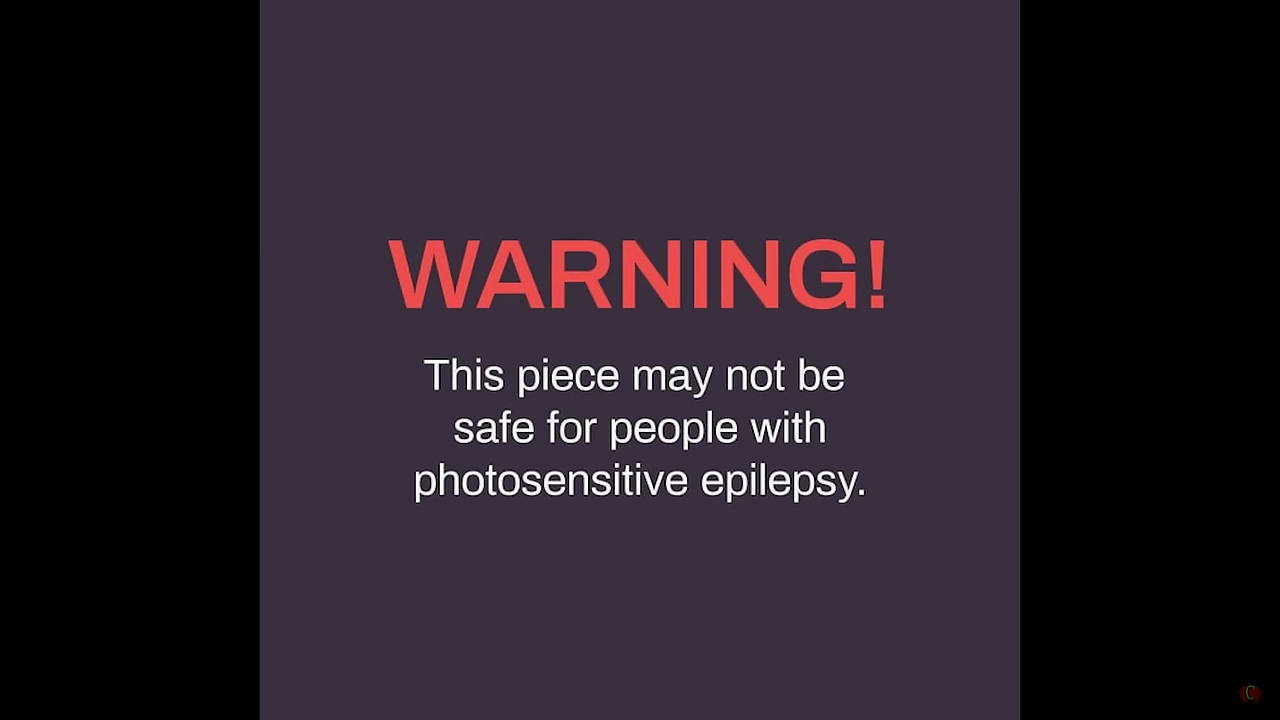 WARNING!
This piece may not be
safe for people with
photosensitive epilepsy.
C